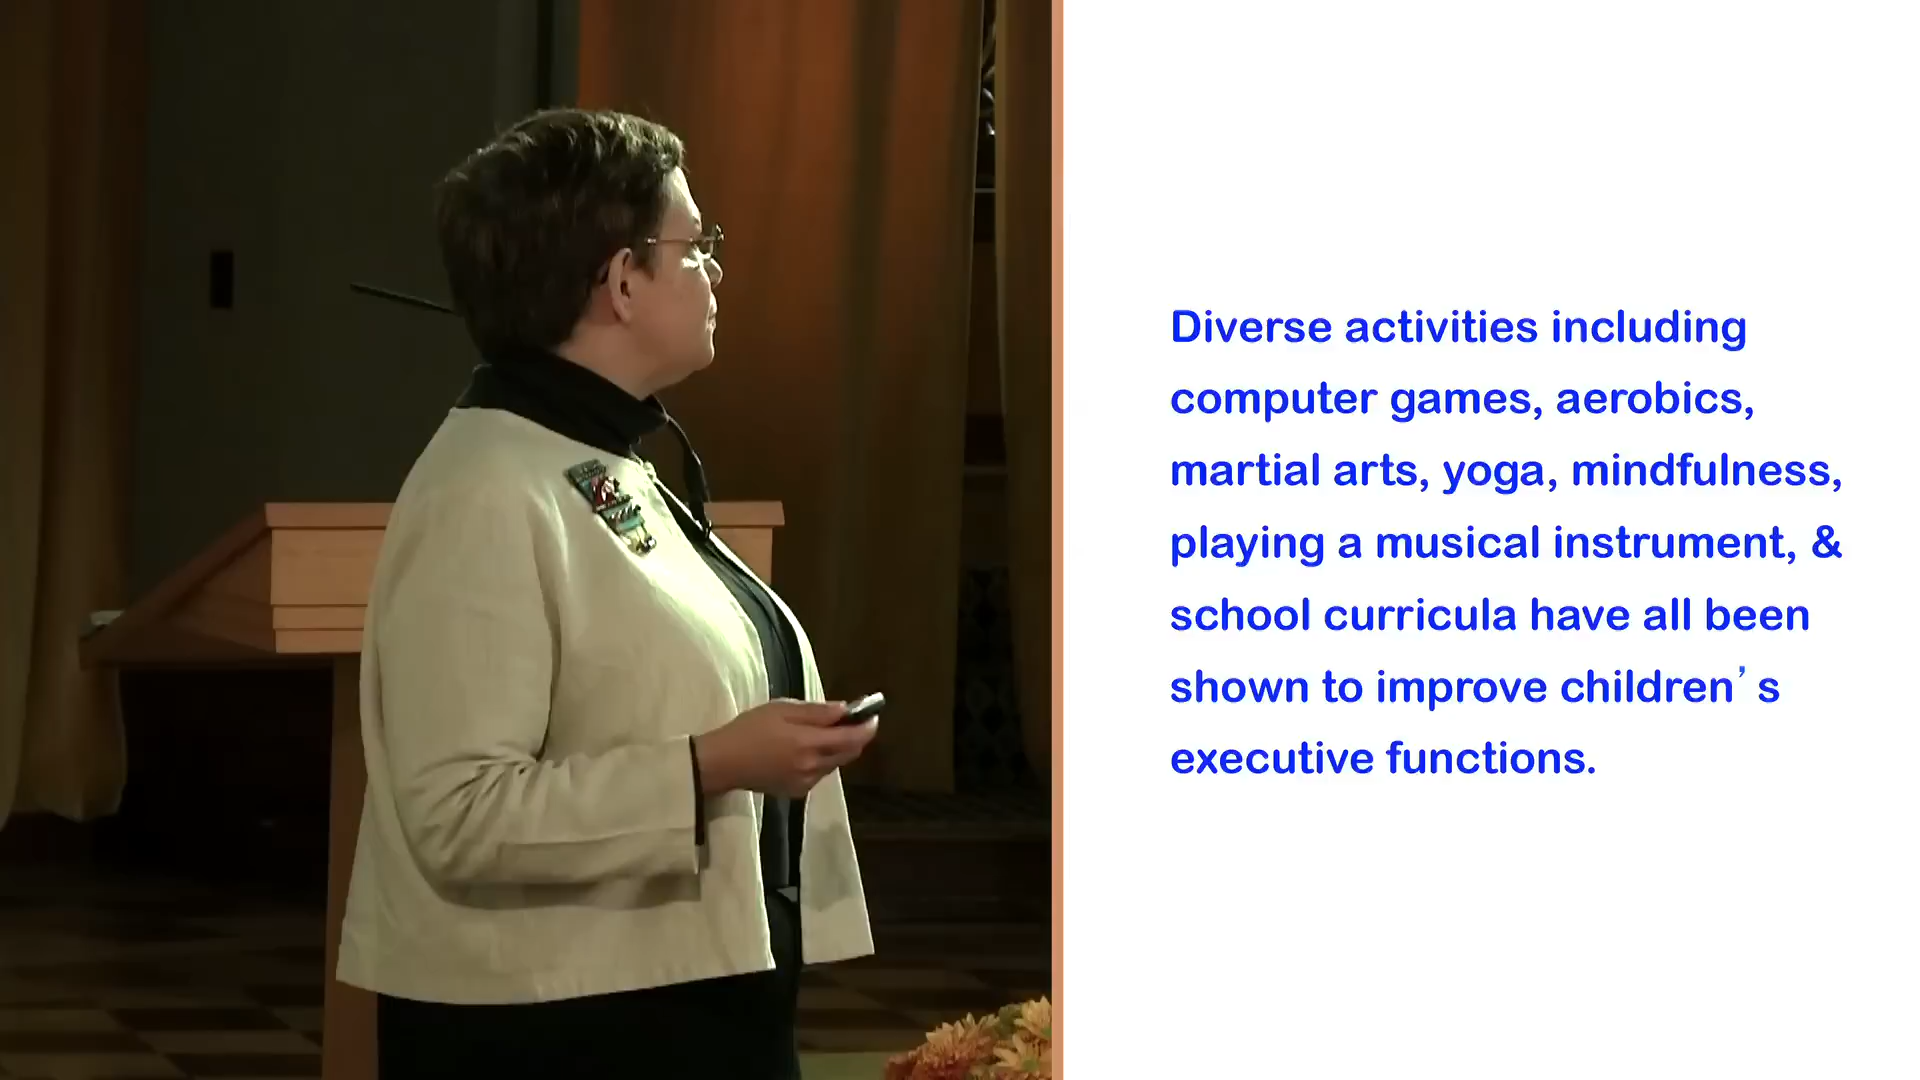 Diverse activities including
computer games, aerobics,
martial arts, yoga, mindfulness,
playing a musical instrument, &
school curricula have all been
shown to improve children’s
executive functions.